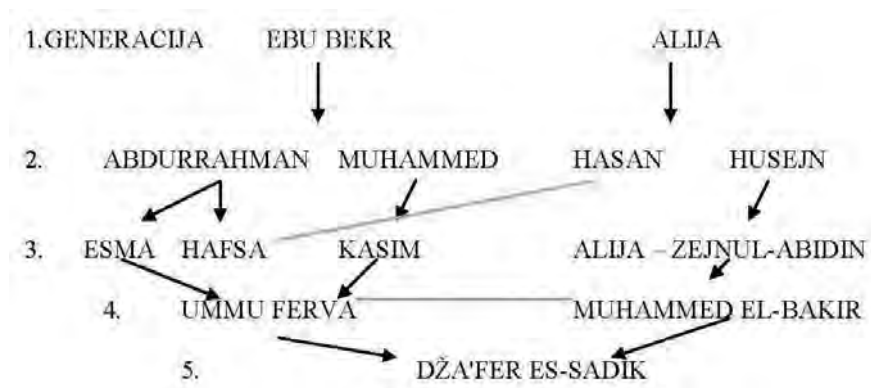 1.GENERACIJA EBU BEKR ALIJA
2. ABDURRAHMAN MUHAMMED HASAN HUSEJN
3. ESMA HAFSA KASIM ALIJA – ZEJNUL-ABIDIN
4. UMMU FERVA MUHAMMED EL-BAKIR
5. DŽA'FER ES-SADIK